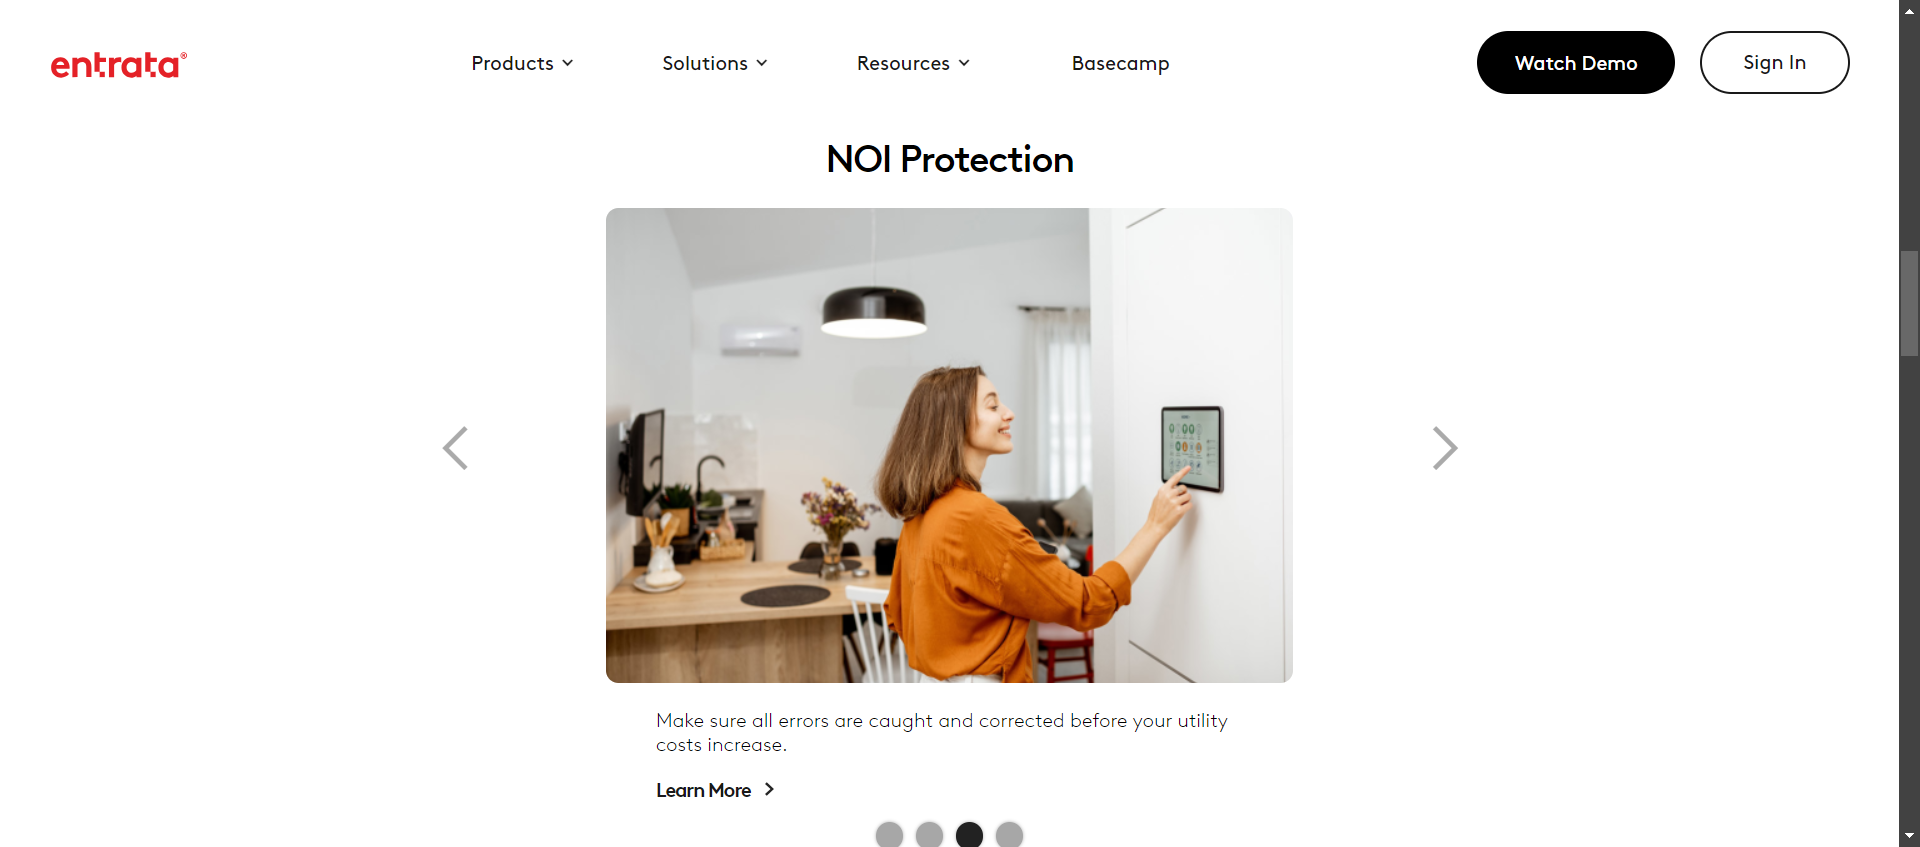 entrata®
Products
Solutions
Resources
Basecamp
Watch Demo
Sign In
NOI Protection
Make sure all errors are caught and corrected before your utility
costs increase.
Learn More